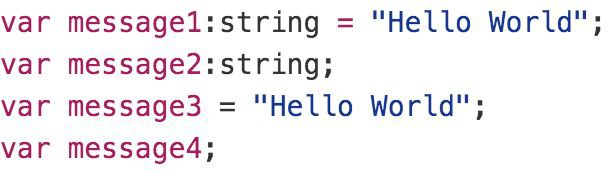 var message1:string = "Hello World";
var message2:string;
var message3 = "Hello World";
var message4;